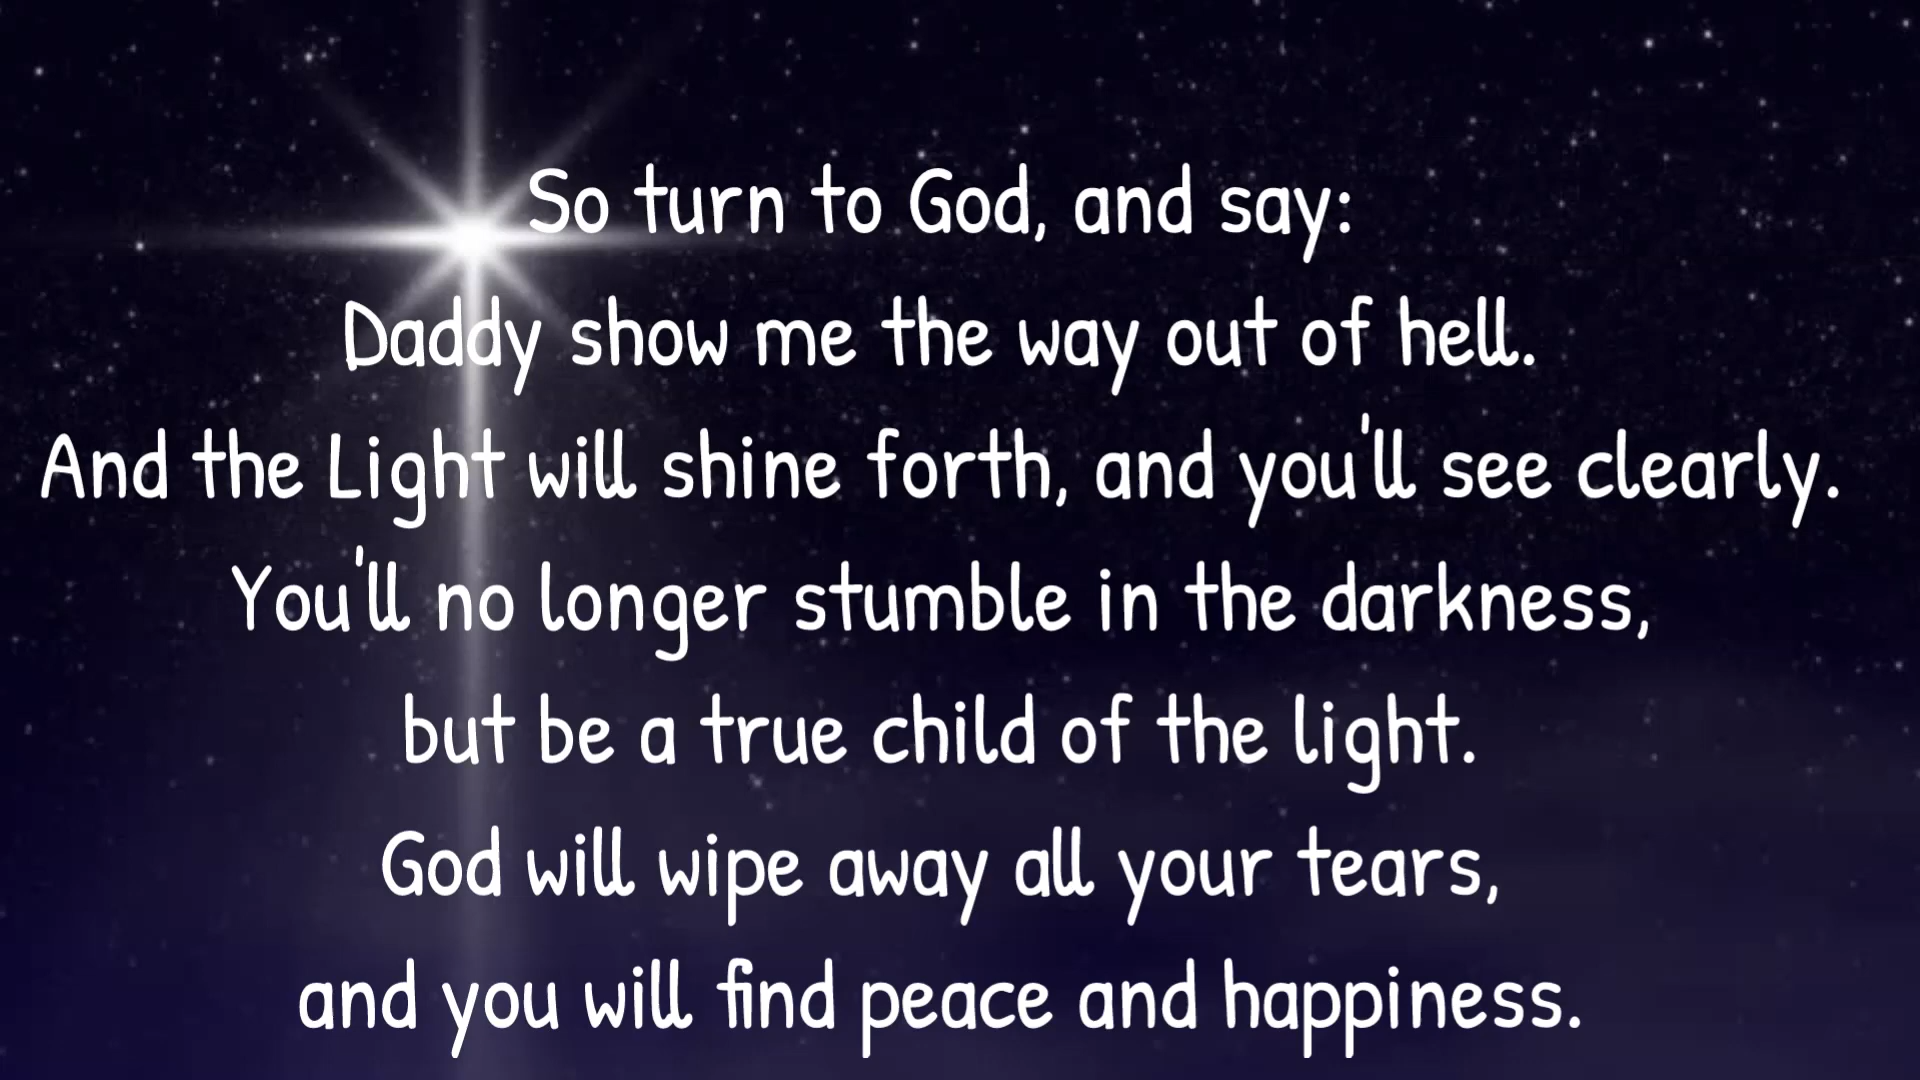 So turn to God, and say:
Daddy show me the way out of hell.
And the Light will shine forth, and you'll see clearly.
You'll no longer stumble in the darkness,
but be a true child of the light.
God will wipe away all your tears,
and you will find peace and happiness.